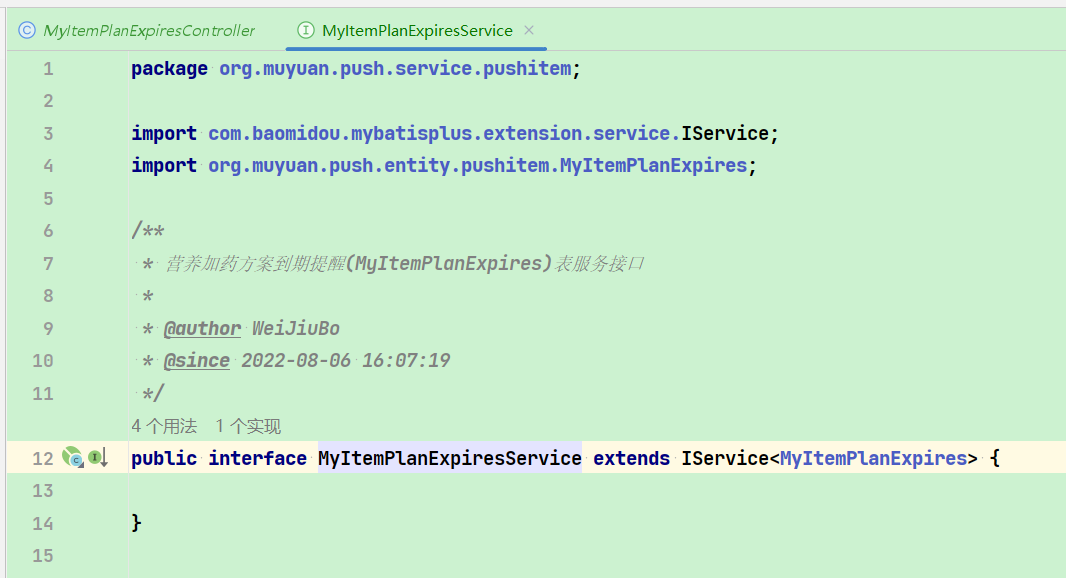 MyItemPlanExpiresController MyItemPlanExpiresService
1 package org.muyuan.push.service.pushitem;
2
3 import com.baomidou.mybatisplus.extension.service.IService;
4 import org.muyuan.push.entity.pushitem.MyItemPlanExpires;
5
6 /**
7 * 营养加药方案到期提醒(MyItemPlanExpires)表服务接口
8 *
9 * @author WeiJiuBo
10 * @since 2022-08-06 16:07:19
11 */
4 个用法 1 个实现
12 public interface MyItemPlanExpiresService extends IService<MyItemPlanExpires> {
13
14 }
15